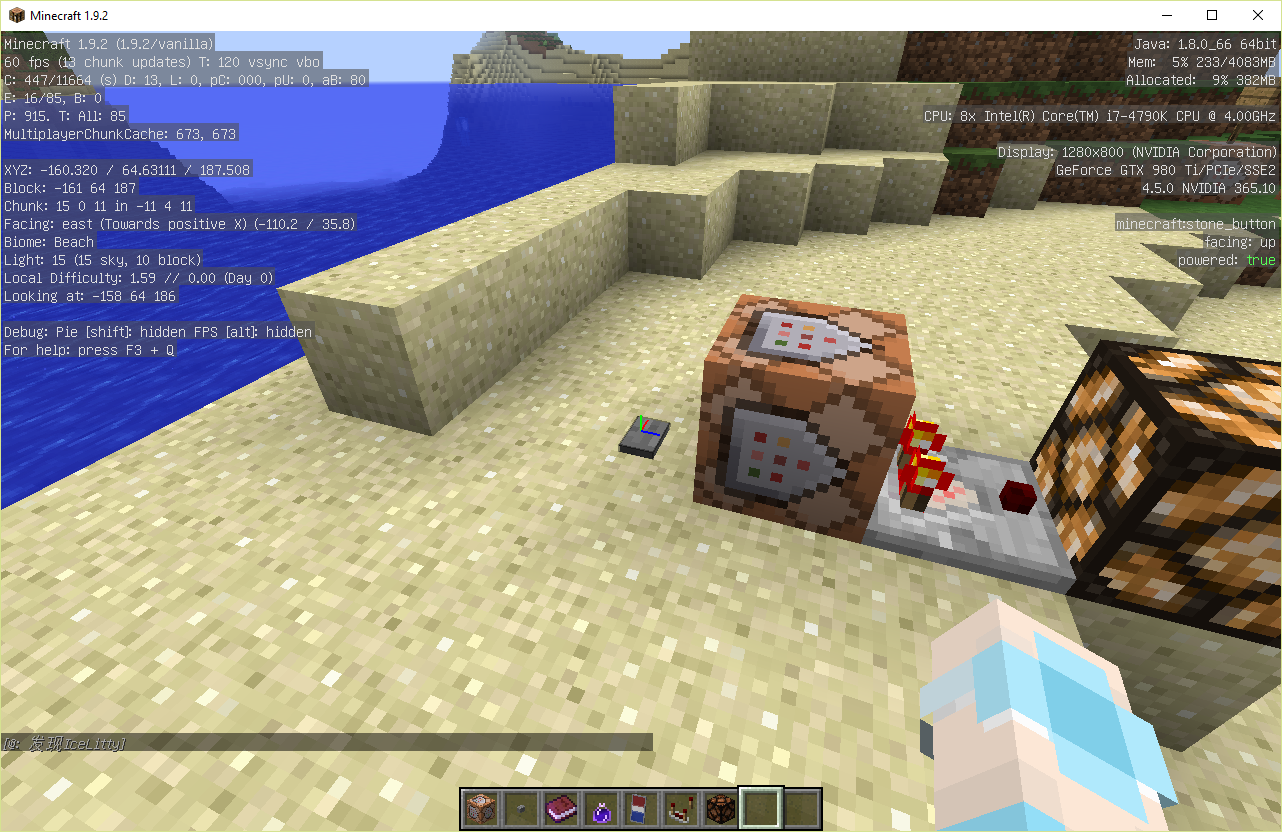 Minecraft 1.9.2
Minecraft 1.9.2 (1.9.2/vanilla)
60 fps (13 chunk updates) T: 120 vsync vbo
C: 447/11664 (s) D: 13, L: 0, pC: 000, pU: 0, aB: 80
E: 16/85, B: 0
P: 915. T: All: 85
MultiplayerChunkCache: 673, 673
XYZ: -160.320 / 64.63111 / 187.508
Block: -161 64 187
Chunk: 15 0 11 in -11 4 11
Facing: east (Towards positive X) (-110.2 / 35.8)
Biome: Beach
Light: 15 (15 sky, 10 block)
Local Difficulty: 1.59 // 0.00 (Day 0)
Looking at: -158 64 186
Debug: Pie [shift]: hidden FPS [alt]: hidden
For help: press F3 + Q
Java: 1.8.0_66 64bit
Mem: 5% 233/4083MB
Allocated: 9% 382MB
CPU: 8x Intel(R) Core(TM) i7-4790K CPU @ 4.00GHz
Display: 1280x800 (NVIDIA Corporation)
GeForce GTX 980 Ti/PCIe/SSE2
4.5.0 NVIDIA 365.10
minecraft:stone_button
facing: up
powered: true
[@: 发现IceLitty]